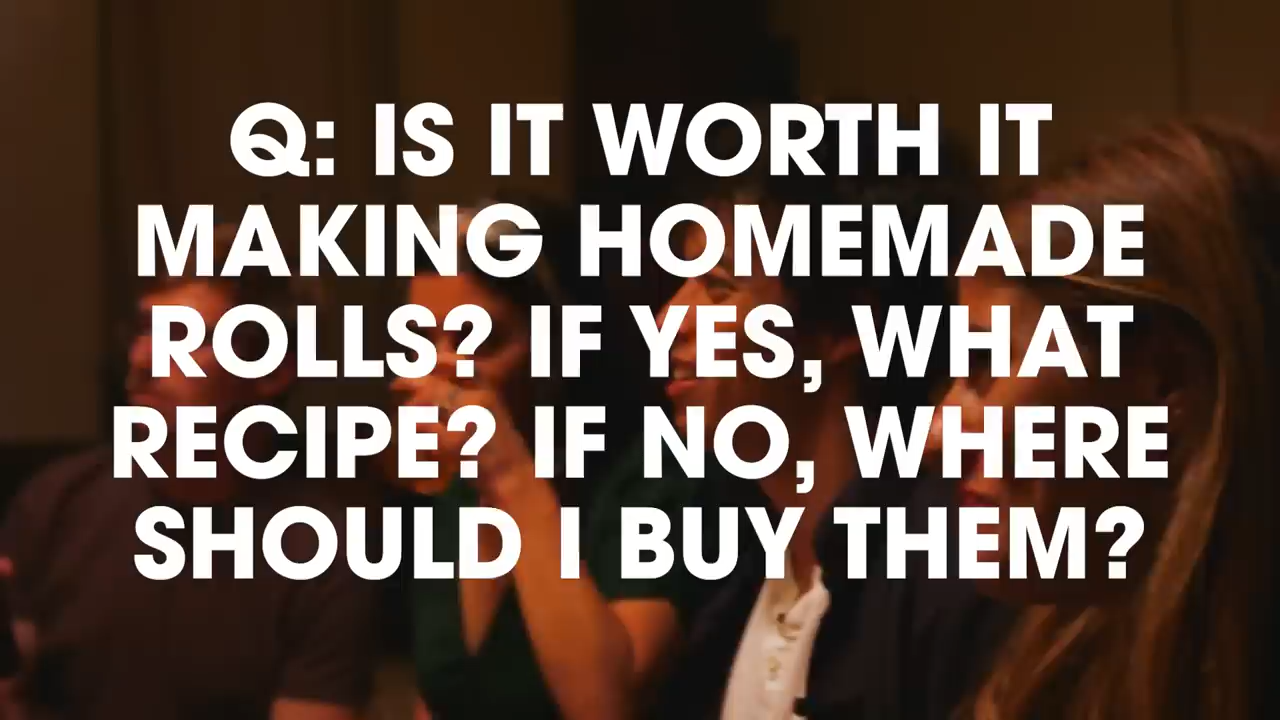 Q: IS IT WORTH IT
MAKING HOMEMADE
ROLLS? IF YES, WHAT
RECIPE? IF NO, WHERE
SHOULD I BUY THEM?